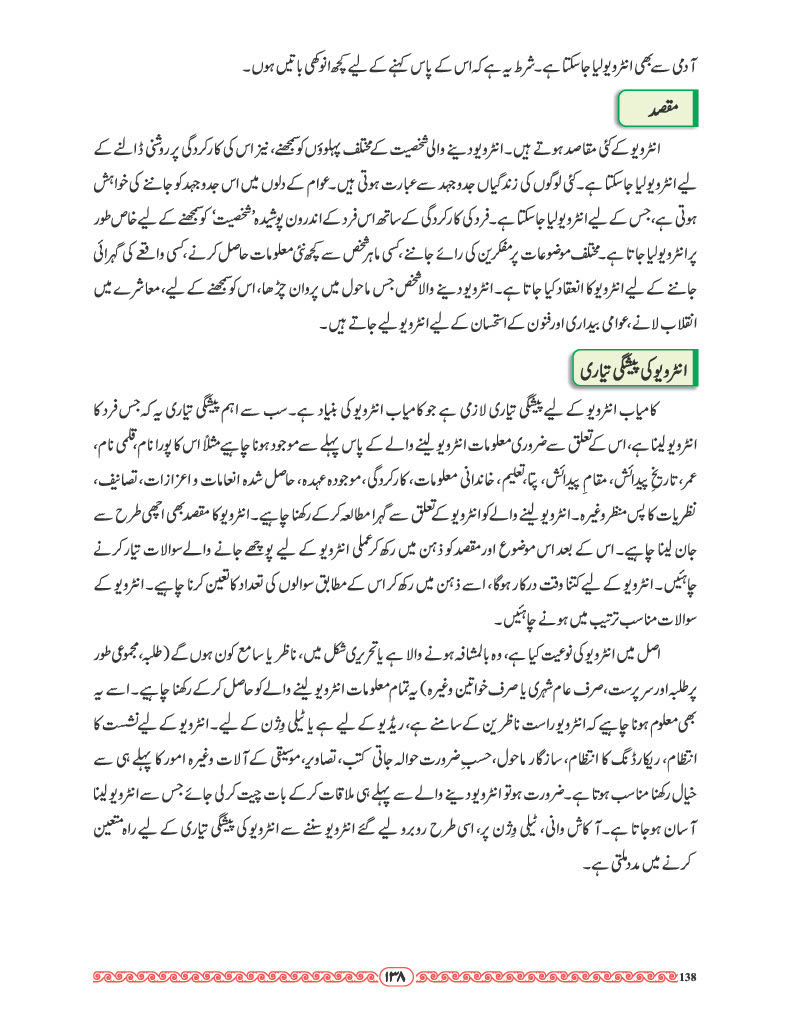 آدمی سے بھی انٹرویو لیا جاسکتا ہے۔ شرط یہ ہے کہ اس کے پاس کہنے کے لیے کچھ انوکھی باتیں ہوں۔
مقصد
انٹرویو کے کئی مقاصد ہوتے ہیں۔ انٹرویو دینے والی شخصیت کے مختلف پہلوؤں کو سمجھنے، نیز اس کی کارکردگی پر روشنی ڈالنے کے
لیے انٹرویو لیا جاسکتا ہے۔ کئی لوگوں کی زندگیاں جدوجہد سے عبارت ہوتی ہیں۔ عوام کے دلوں میں اس جدوجہد کو جاننے کی خواہش
ہوتی ہے، جس کے لیے انٹرویو لیا جاسکتا ہے۔ فرد کی کارکردگی کے ساتھ اس فرد کے اندرون پوشیدہ ’شخصیت‘ کو سمجھنے کے لیے خاص طور
پر انٹرویو لیا جاتا ہے۔ مختلف موضوعات پر مفکرین کی رائے جاننے، کسی ماہر شخص سے کچھ نئی معلومات حاصل کرنے، کسی واقعے کی گہرائی
جاننے کے لیے انٹرویو کا انعقاد کیا جاتا ہے۔ انٹرویو دینے والا شخص جس ماحول میں پروان چڑھا، اس کو سمجھنے کے لیے، معاشرے میں
انقلاب لانے، عوامی بیداری اور فنون کے استحسان کے لیے انٹرویو لیے جاتے ہیں۔
انٹرویو کی پیشگی تیاری
کامیاب انٹرویو کے لیے پیشگی تیاری لازمی ہے جو کامیاب انٹرویو کی بنیاد ہے۔ سب سے اہم پیشگی تیاری یہ کہ جس فرد کا
انٹرویو لینا ہے، اس کے تعلق سے ضروری معلومات انٹرویو لینے والے کے پاس پہلے سے موجود ہونا چاہیے مثلاً اس کا پورا نام، قلمی نام،
عمر، تاریخِ پیدائش، مقامِ پیدائش، پتا، تعلیم، خاندانی معلومات، کارکردگی، موجودہ عہدہ، حاصل شدہ انعامات و اعزازات، تصانیف،
نظریات کا پس منظر وغیرہ۔ انٹرویو لینے والے کو انٹرویو کے تعلق سے گہرا مطالعہ کرکے رکھنا چاہیے۔ انٹرویو کا مقصد بھی اچھی طرح سے
جان لینا چاہیے۔ اس کے بعد اس موضوع اور مقصد کو ذہن میں رکھ کر عملی انٹرویو کے لیے پوچھے جانے والے سوالات تیار کرنے
چاہئیں۔ انٹرویو کے لیے کتنا وقت درکار ہوگا، اسے ذہن میں رکھ کر اس کے مطابق سوالوں کی تعداد کا تعین کرنا چاہیے۔ انٹرویو کے
سوالات مناسب ترتیب میں ہونے چاہئیں۔
اصل میں انٹرویو کی نوعیت کیا ہے، وہ بالمشافہ ہونے والا ہے یا تحریری شکل میں، ناظر یا سامع کون ہوں گے (طلبہ، مجموعی طور
پر طلبہ اور سرپرست، صرف عام شہری یا صرف خواتین وغیرہ) یہ تمام معلومات انٹرویو لینے والے کو حاصل کرکے رکھنا چاہیے۔ اسے یہ
بھی معلوم ہونا چاہیے کہ انٹرویو راست ناظرین کے سامنے ہے، ریڈیو کے لیے ہے یا ٹیلی وِژن کے لیے۔ انٹرویو کے لیے نشست کا
انتظام، ریکارڈنگ کا انتظام، سازگار ماحول، حسبِ ضرورت حوالہ جاتی کتب، تصاویر، موسیقی کے آلات وغیرہ امور کا پہلے ہی سے
خیال رکھنا مناسب ہوتا ہے۔ ضرورت ہو تو انٹرویو دینے والے سے پہلے ہی ملاقات کرکے بات چیت کرلی جائے جس سے انٹرویو لینا
آسان ہوجاتا ہے۔ آکاش وانی، ٹیلی وِژن پر، اسی طرح روبرو لیے گئے انٹرویو سننے سے انٹرویو کی پیشگی تیاری کے لیے راہ متعین
کرنے میں مدد ملتی ہے۔
۱۳۸
138